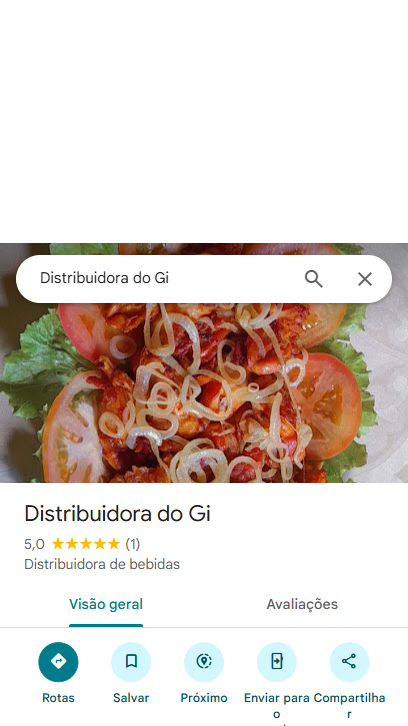 Distribuidora do Gi
Distribuidora do Gi
5,0 (1)
Distribuidora de bebidas
Visão geral
Avaliações
Rotas
Salvar
Próximo
Enviar para
o
Compartilha
r